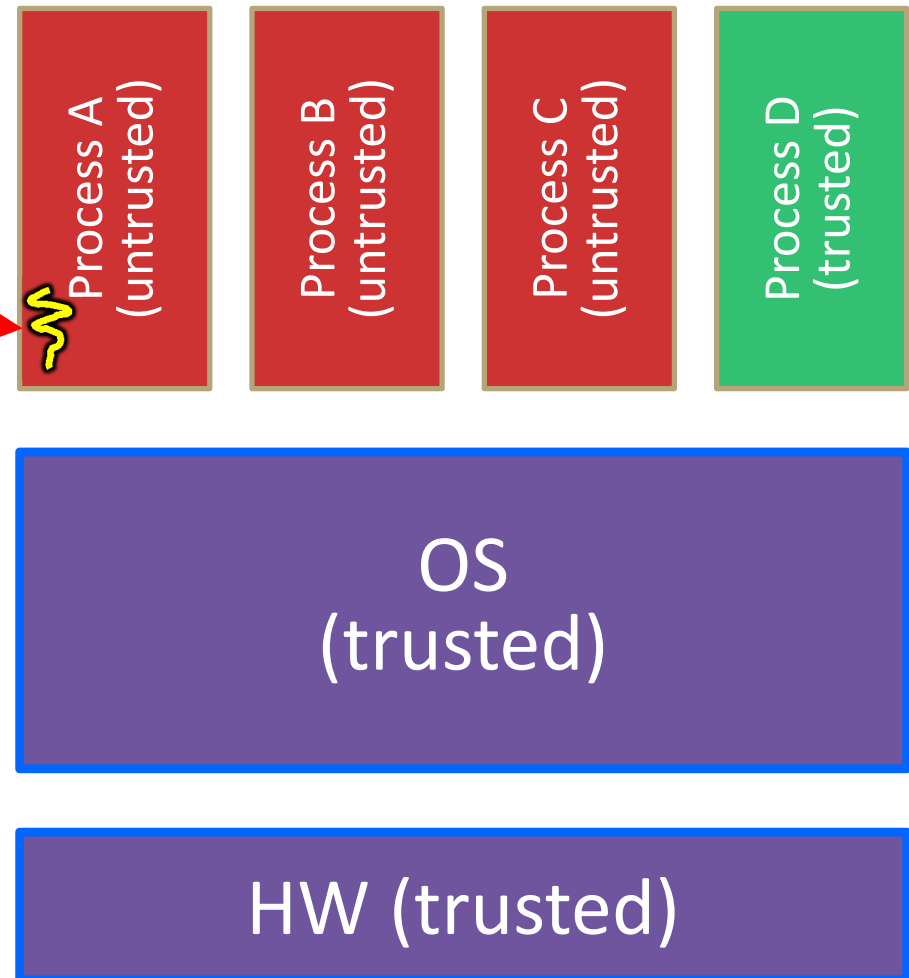 Process A
(untrusted)
Process B
(untrusted)
Process C
(untrusted)
Process D
(trusted)
OS
(trusted)
HW (trusted)